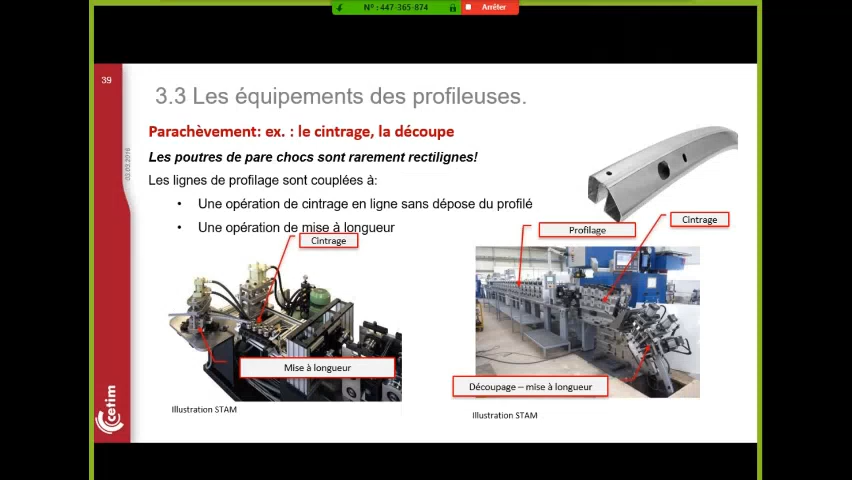 N° : 447-365-874
Arrêter
39
3.3 Les équipements des profileuses.
Parachèvement: ex. : le cintrage, la découpe
03.03.2016
Les poutres de pare chocs sont rarement rectilignes!
Les lignes de profilage sont couplées à:
• Une opération de cintrage en ligne sans dépose du profilé
• Une opération de mise à longueur
Cintrage
Profilage
Cintrage
Mise à longueur
Découpage – mise à longueur
Illustration STAM
Illustration STAM
cetim